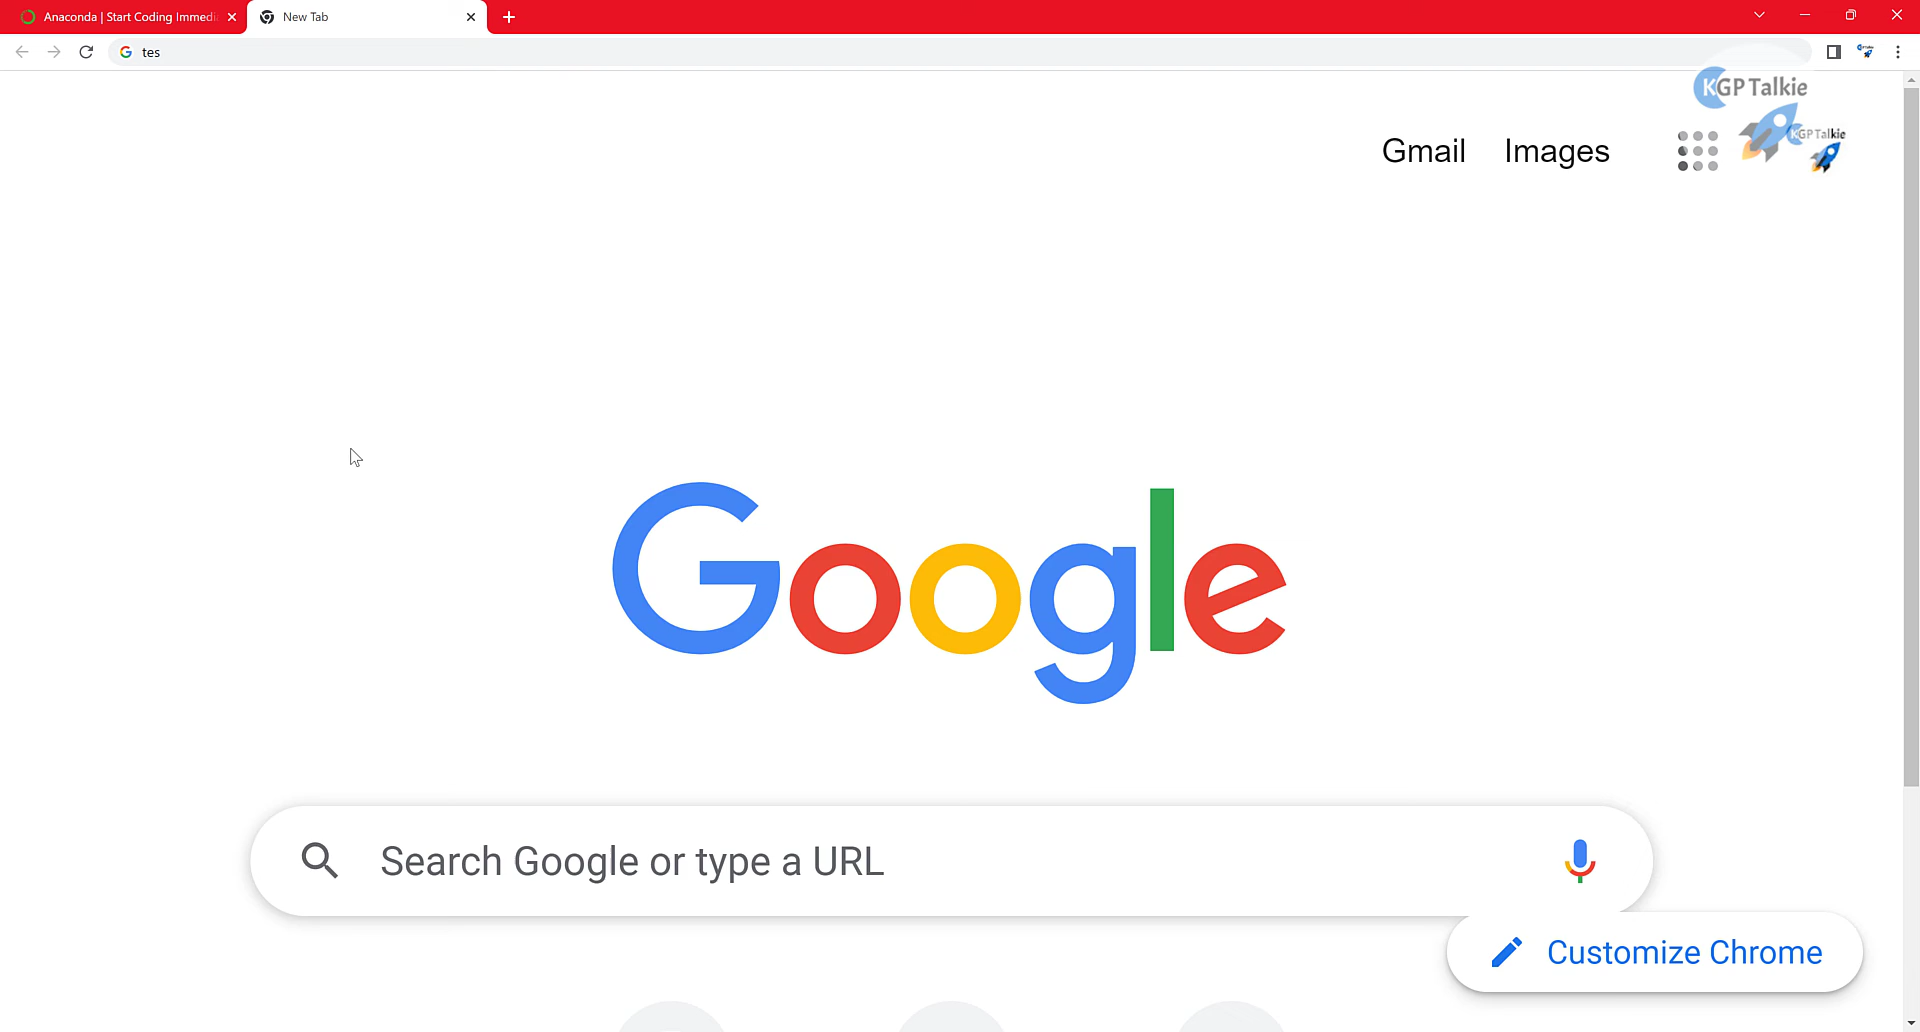 Anaconda | Start Coding Immedi
New Tab
tes
KGP Talkie
Gmail
Images
KGP Talkie
Google
Search Google or type a URL
Customize Chrome